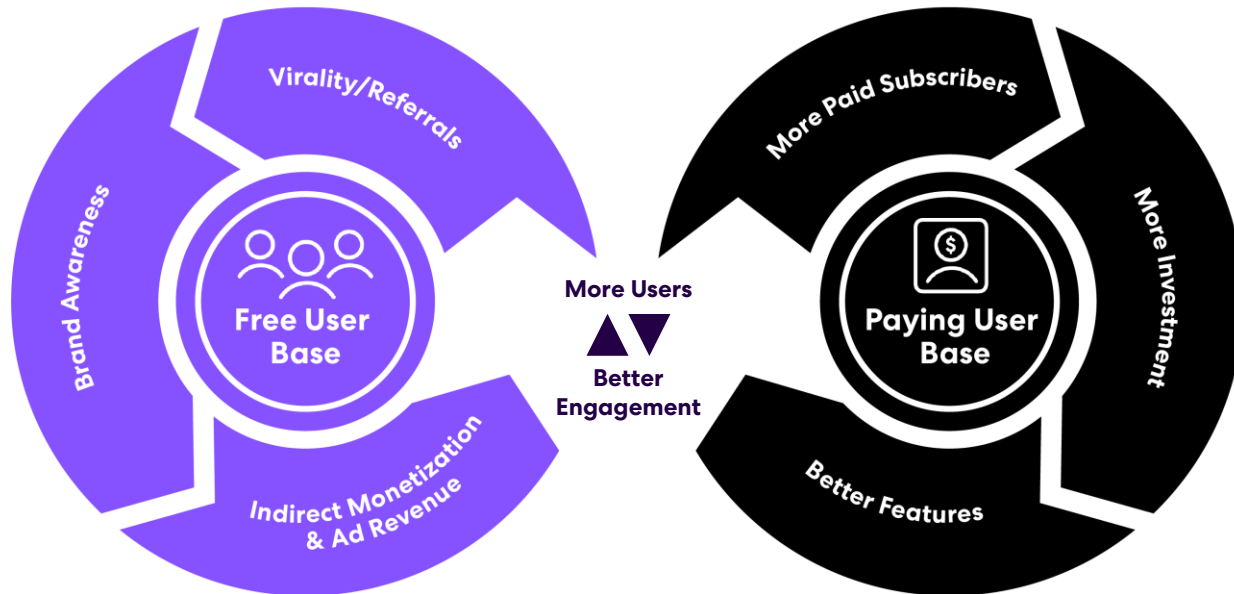 Virality/Referrals
Brand Awareness
Free User
Base
Indirect Monetization
& Ad Revenue
More Users
Better
Engagement
More Paid Subscribers
More Investment
$
Paying User
Base
Better Features